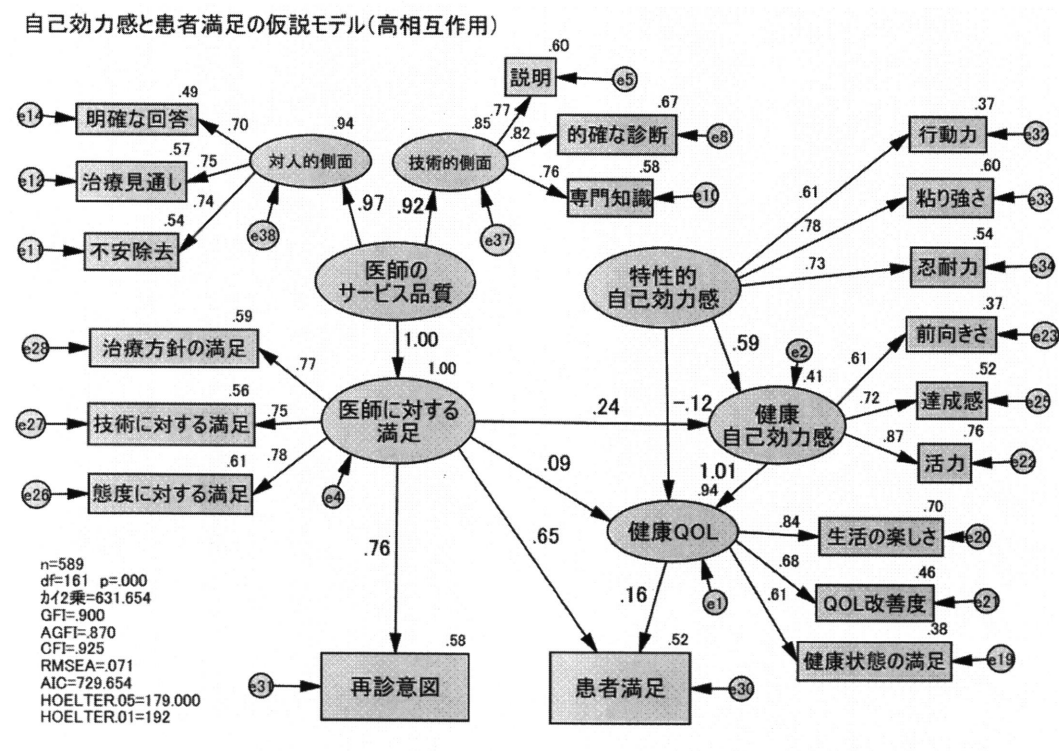 自己効力感と患者満足の仮説モデル(高相互作用)
.60
説明
e5
.77
.49
明確な回答
e14
.70
.94
対人的側面
.85
技術的側面
.82
.67
的確な診断
e8
.37
行動力
e32
.57
治療見通し
e12
.75
.76
.58
専門知識
e10
.61
.60
粘り強さ
e33
.74
.54
不安除去
e11
e38
.97
.92
e37
.78
.54
忍耐力
e34
.73
医師の
サービス品質
特性的
自己効力感
.59
治療方針の満足
e28
.77
1.00
1.00
.59
e2
.41
.37
前向きさ
e23
.61
.56
技術に対する満足
e27
.75
医師に対する
満足
.24
-.12
健康
自己効力感
.72
.52
達成感
e25
.87
.76
活力
e22
.61
態度に対する満足
e26
.78
e4
.09
1.01
.94
健康QOL
.84
.70
生活の楽しさ
e20
.76
.65
.16
e1
.68
.46
QOL改善度
e21
.61
.38
健康状態の満足
e19
n=589
df=161 p=.000
カイ2乗=631.654
GFI=.900
AGFI=.870
CFI=.925
RMSEA=.071
AIC=729.654
HOELTER.05=179.000
HOELTER.01=192
.58
再診意図
e31
.52
患者満足
e30